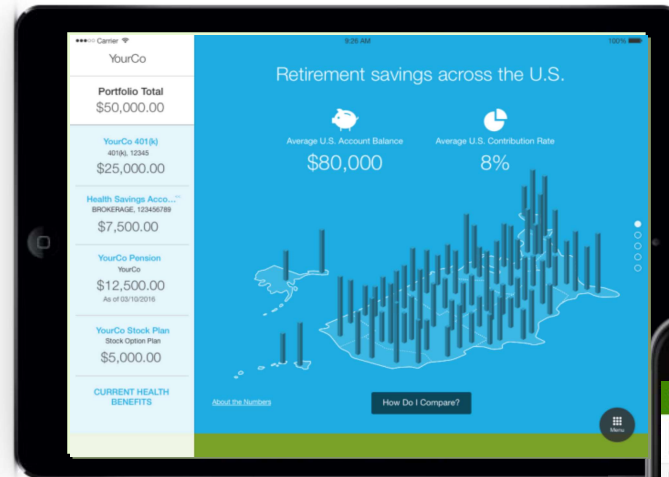 Carrier
9:26 AM
100%
YourCo
Portfolio Total
$50,000.00
YourCo 401(k)
401(k), 12345
$25,000.00
Health Savings Acco...
BROKERAGE, 123456789
$7,500.00
YourCo Pension
YourCo
$12,500.00
As of 03/10/2016
YourCo Stock Plan
Stock Option Plan
$5,000.00
CURRENT HEALTH
BENEFITS
Retirement savings across the U.S.
Average U.S. Account Balance
$80,000
Average U.S. Contribution Rate
8%
About the Numbers
How Do I Compare?
Menu